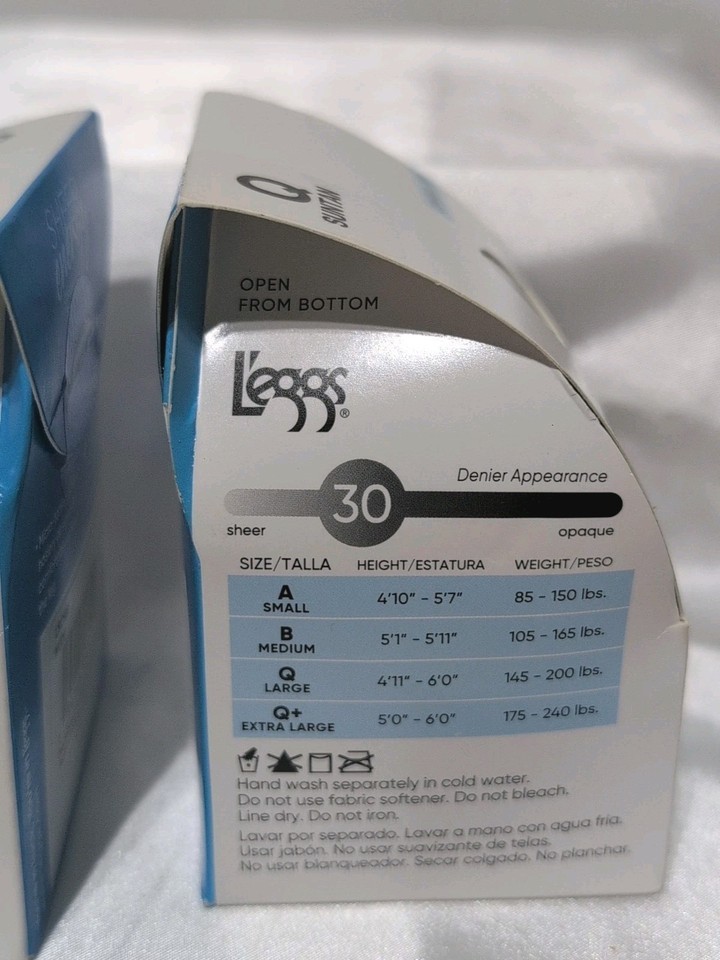 Q
SUNTAN
OPEN
FROM BOTTOM
L'eggs®
Denier Appearance
30
sheer opaque
SIZE/TALLA HEIGHT/ESTATURA WEIGHT/PESO
A
SMALL 4'10" - 5'7" 85 - 150 lbs.
B
MEDIUM 5'1" - 5'11" 105 - 165 lbs.
Q
LARGE 4'11" - 6'0" 145 - 200 lbs.
Q+
EXTRA LARGE 5'0" - 6'0" 175 - 240 lbs.
Hand wash separately in cold water.
Do not use fabric softener. Do not bleach.
Line dry. Do not iron.
Lavar por separado. Lavar a mano con agua fría.
Usar jabón. No usar suavizante de telas.
No usar blanqueador. Secar colgado. No planchar.